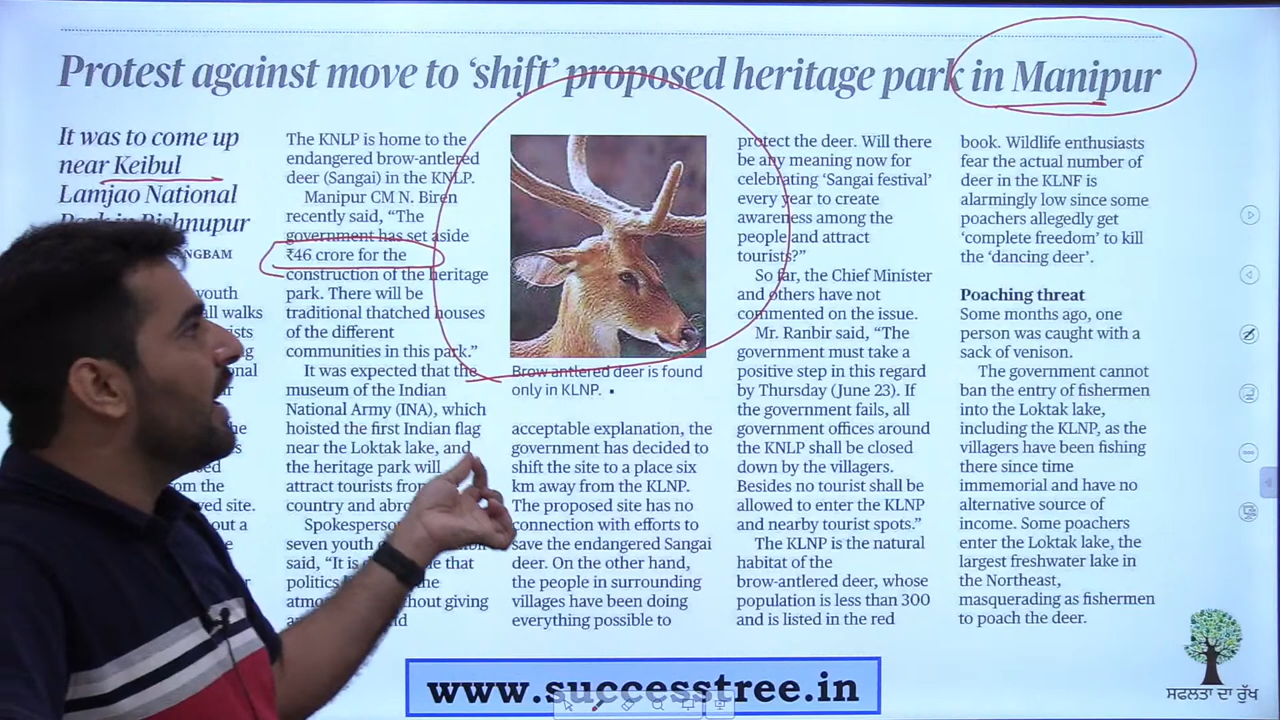 Protest against move to ‘shift’ proposed heritage park in Manipur
It was to come up
near Keibul
Lamjao National
Park in Bishnupur
NGBAM
youth
all walks
the
om the
ed site.
out a
The KNLP is home to the
endangered brow-antlered
deer (Sangai) in the KNLP.
Manipur CM N. Biren
recently said, “The
government has set aside
₹46 crore for the
construction of the heritage
park. There will be
traditional thatched houses
of the different
communities in this park.”
It was expected that the
museum of the Indian
National Army (INA), which
hoisted the first Indian flag
near the Loktak lake, and
the heritage park will
attract tourists from
country and abro
Spokesperso
seven youth
said, “It is that
politics the
atmo hout giving
Brow antlered deer is found
only in KLNP.
acceptable explanation, the
government has decided to
shift the site to a place six
km away from the KLNP.
The proposed site has no
connection with efforts to
save the endangered Sangai
deer. On the other hand,
the people in surrounding
villages have been doing
everything possible to
protect the deer. Will there
be any meaning now for
celebrating ‘Sangai festival’
every year to create
awareness among the
people and attract
tourists?”
So far, the Chief Minister
and others have not
commented on the issue.
Mr. Ranbir said, “The
government must take a
positive step in this regard
by Thursday (June 23). If
the government fails, all
government offices around
the KNLP shall be closed
down by the villagers.
Besides no tourist shall be
allowed to enter the KLNP
and nearby tourist spots.”
The KLNP is the natural
habitat of the
brow-antlered deer, whose
population is less than 300
and is listed in the red
book. Wildlife enthusiasts
fear the actual number of
deer in the KLNF is
alarmingly low since some
poachers allegedly get
‘complete freedom’ to kill
the ‘dancing deer’.
Poaching threat
Some months ago, one
person was caught with a
sack of venison.
The government cannot
ban the entry of fishermen
into the Loktak lake,
including the KLNP, as the
villagers have been fishing
there since time
immemorial and have no
alternative source of
income. Some poachers
enter the Loktak lake, the
largest freshwater lake in
the Northeast,
masquerading as fishermen
to poach the deer.
www.successtree.in
ਸਫਲਤਾ ਦਾ ਰੁੱਖ